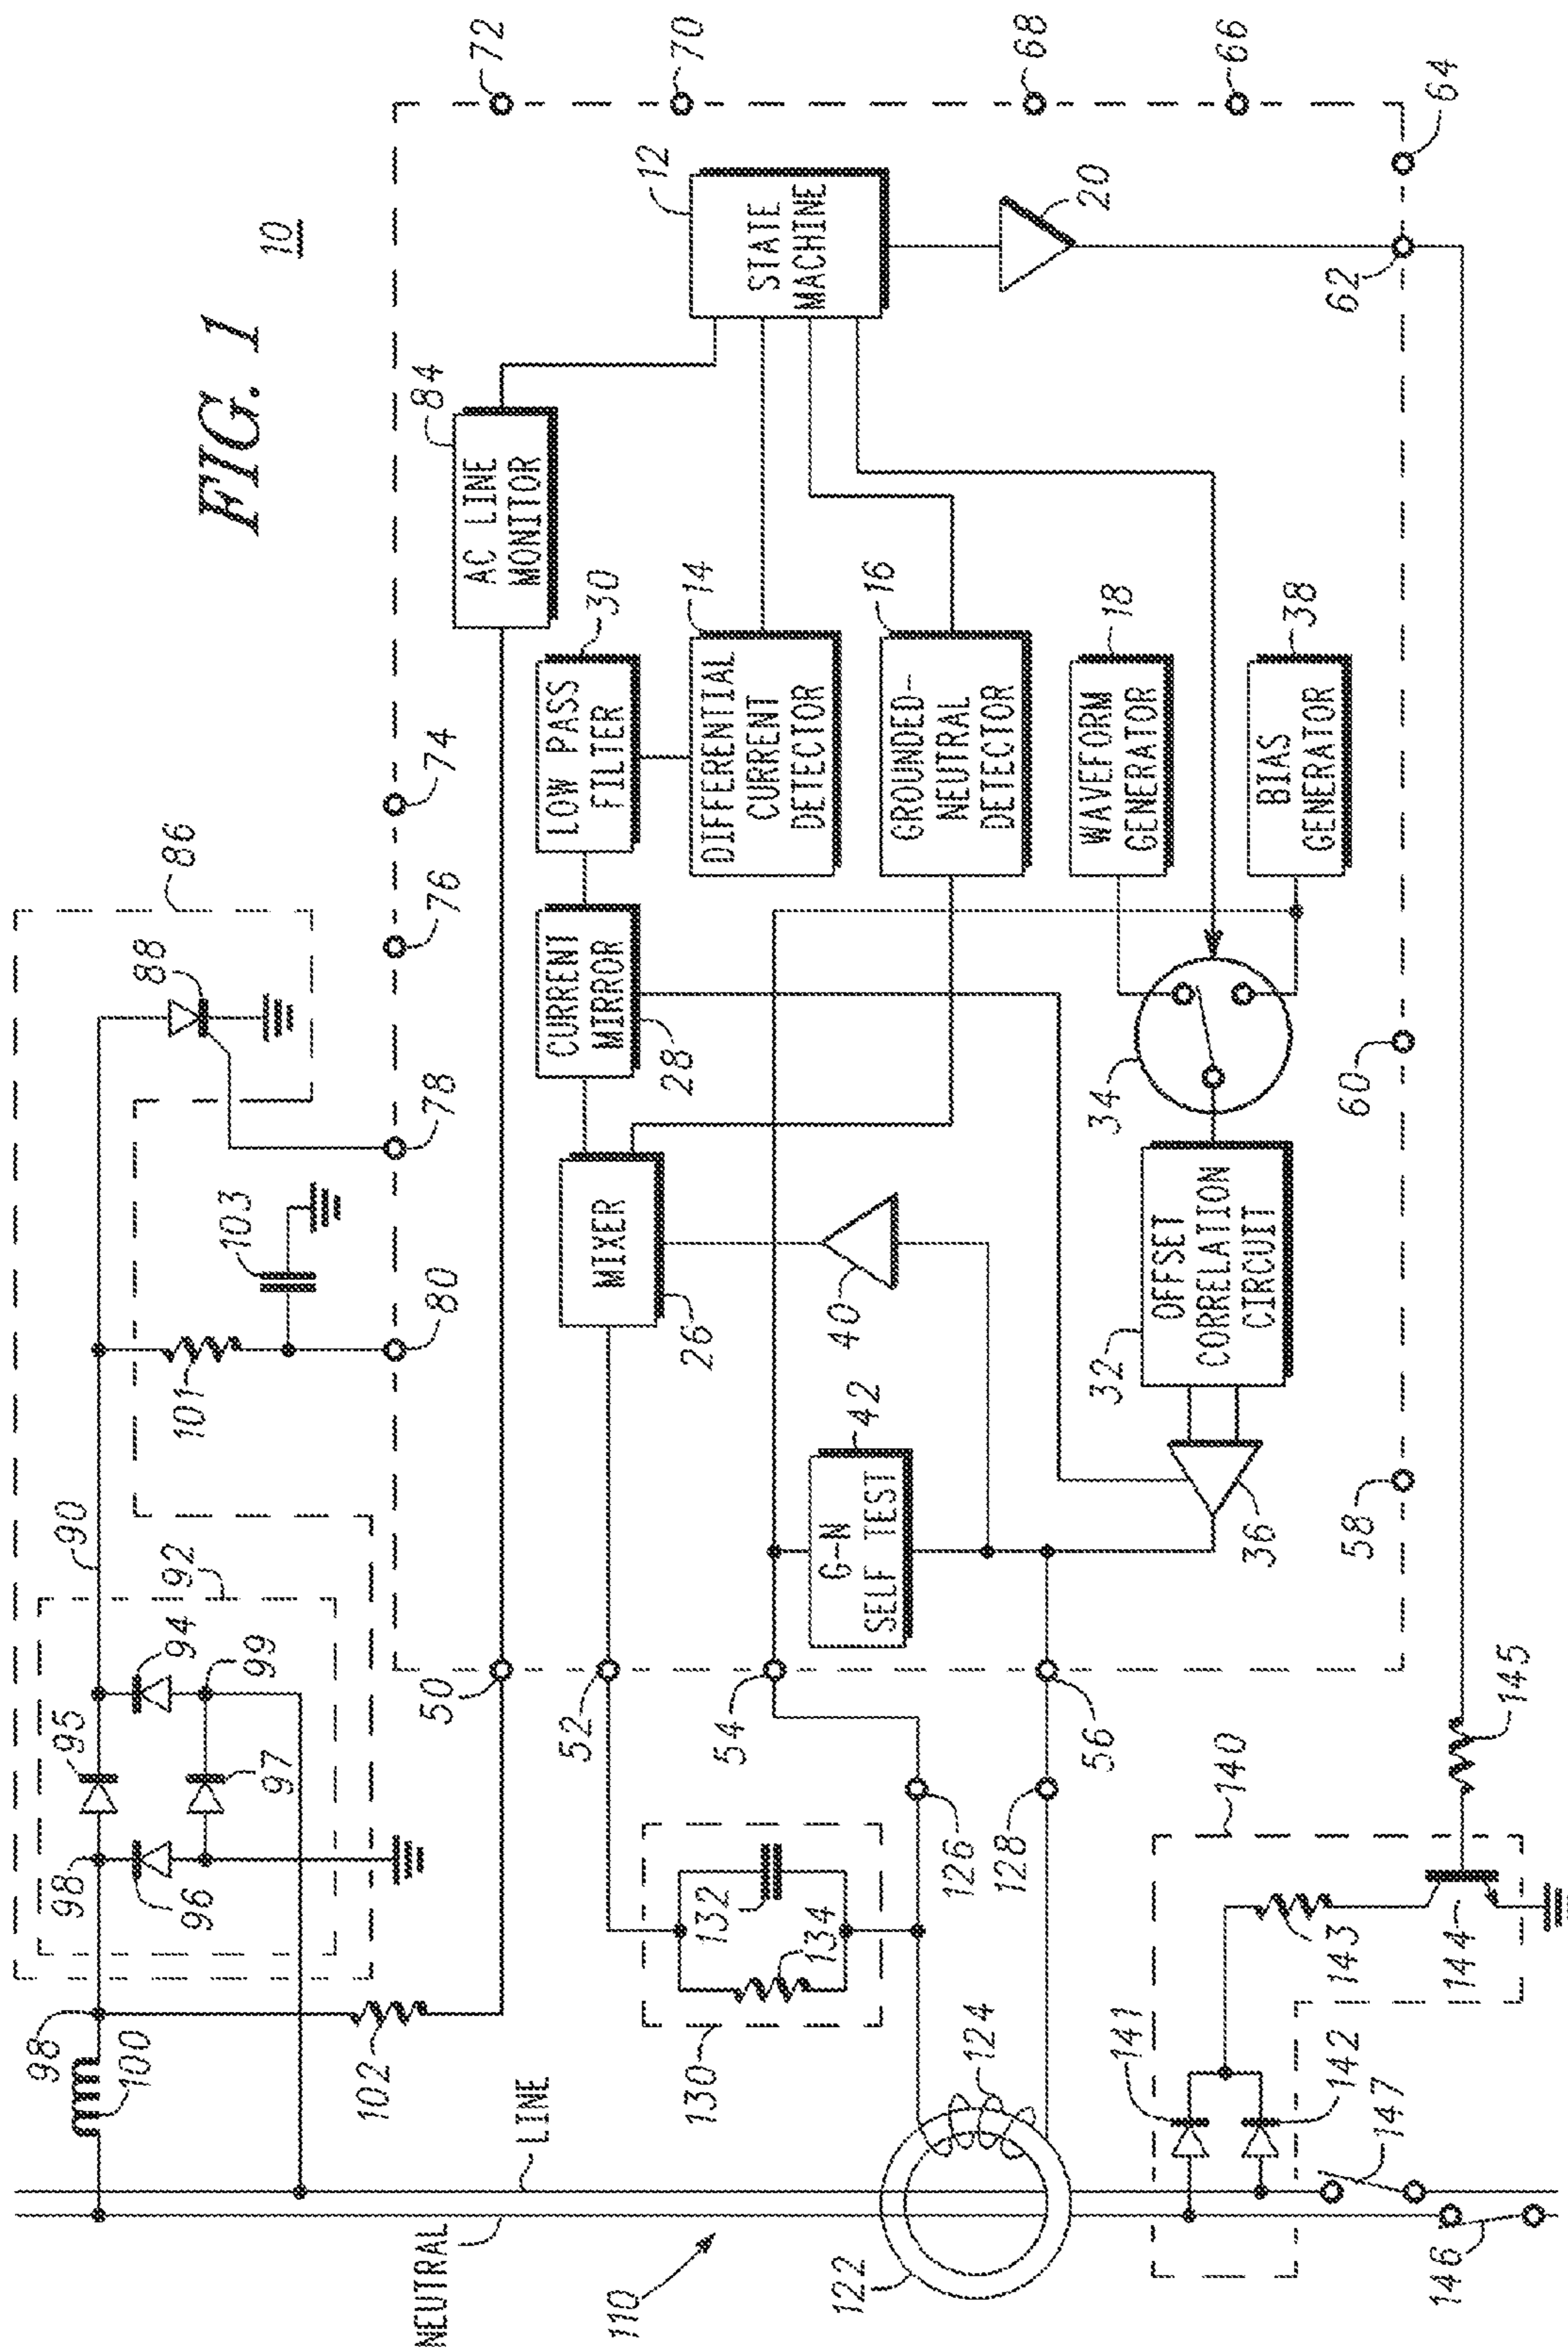 FIG. 1
10
86
90
92
98
95
94
98
96
97
99
88
100
101
103
102
80
78
76
74
72
70
68
66
64
62
60
58
50
52
54
56
84
AC LINE
MONITOR
12
STATE
MACHINE
20
30
LOW PASS
FILTER
CURRENT
MIRROR
28
MIXER
26
14
DIFFERENTIAL
CURRENT
DETECTOR
16
GROUNDED-
NEUTRAL
DETECTOR
18
WAVEFORM
GENERATOR
38
BIAS
GENERATOR
34
32
OFFSET
CORRELATION
CIRCUIT
36
40
42
G-N
SELF TEST
130
132
134
126
128
124
122
110
LINE
NEUTRAL
140
141
142
143
144
145
147
146